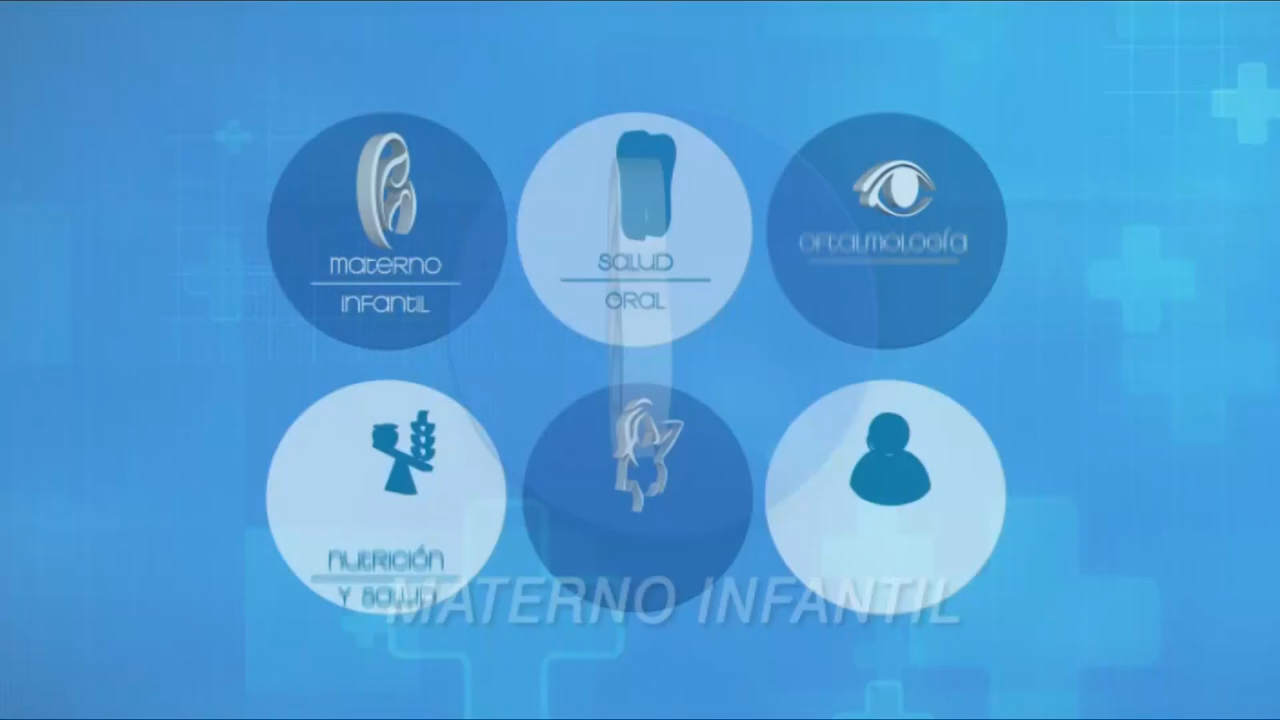 MATERNO
INFANTIL
SALUD
ORAL
OFTALMOLOGÍA
NUTRICIÓN
Y SALUD
MATERNO INFANTIL